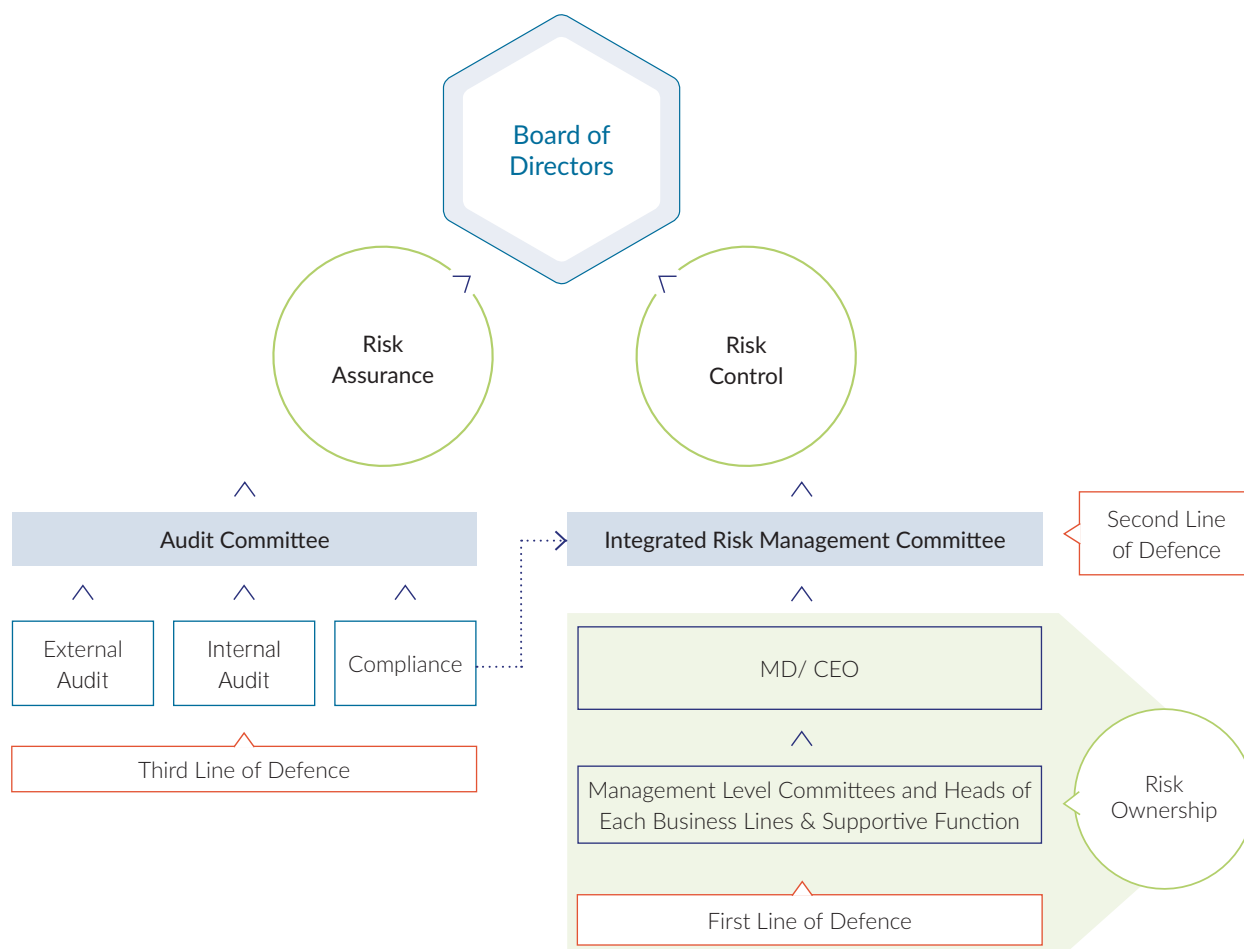 Board of
Directors
Risk
Assurance
Risk
Control
Audit Committee
Integrated Risk Management Committee
Second Line
of Defence
External
Audit
Internal
Audit
Compliance
MD/ CEO
Third Line of Defence
Management Level Committees and Heads of
Each Business Lines & Supportive Function
Risk
Ownership
First Line of Defence